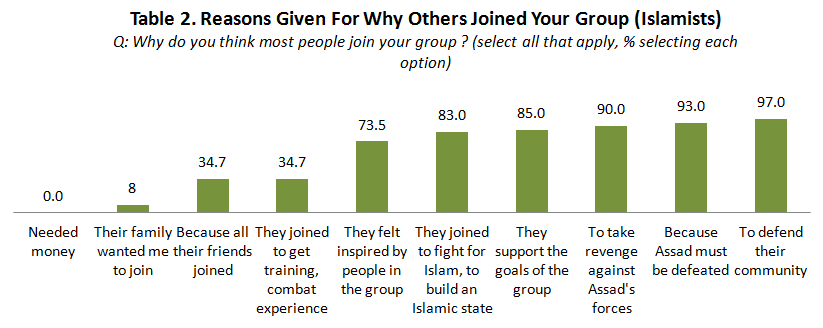 Table 2. Reasons Given For Why Others Joined Your Group (Islamists)
Q: Why do you think most people join your group ? (select all that apply, % selecting each
option)
0.0
8
34.7
34.7
73.5
83.0
85.0
90.0
93.0
97.0
Needed
money
Their family
wanted me
to join
Because all
their friends
joined
They joined
to get
training,
combat
experience
They felt
inspired by
people in
the group
They joined
to fight for
Islam, to
build an
Islamic state
They
support the
goals of the
group
To take
revenge
against
Assad's
forces
Because
Assad must
be defeated
To defend
their
community